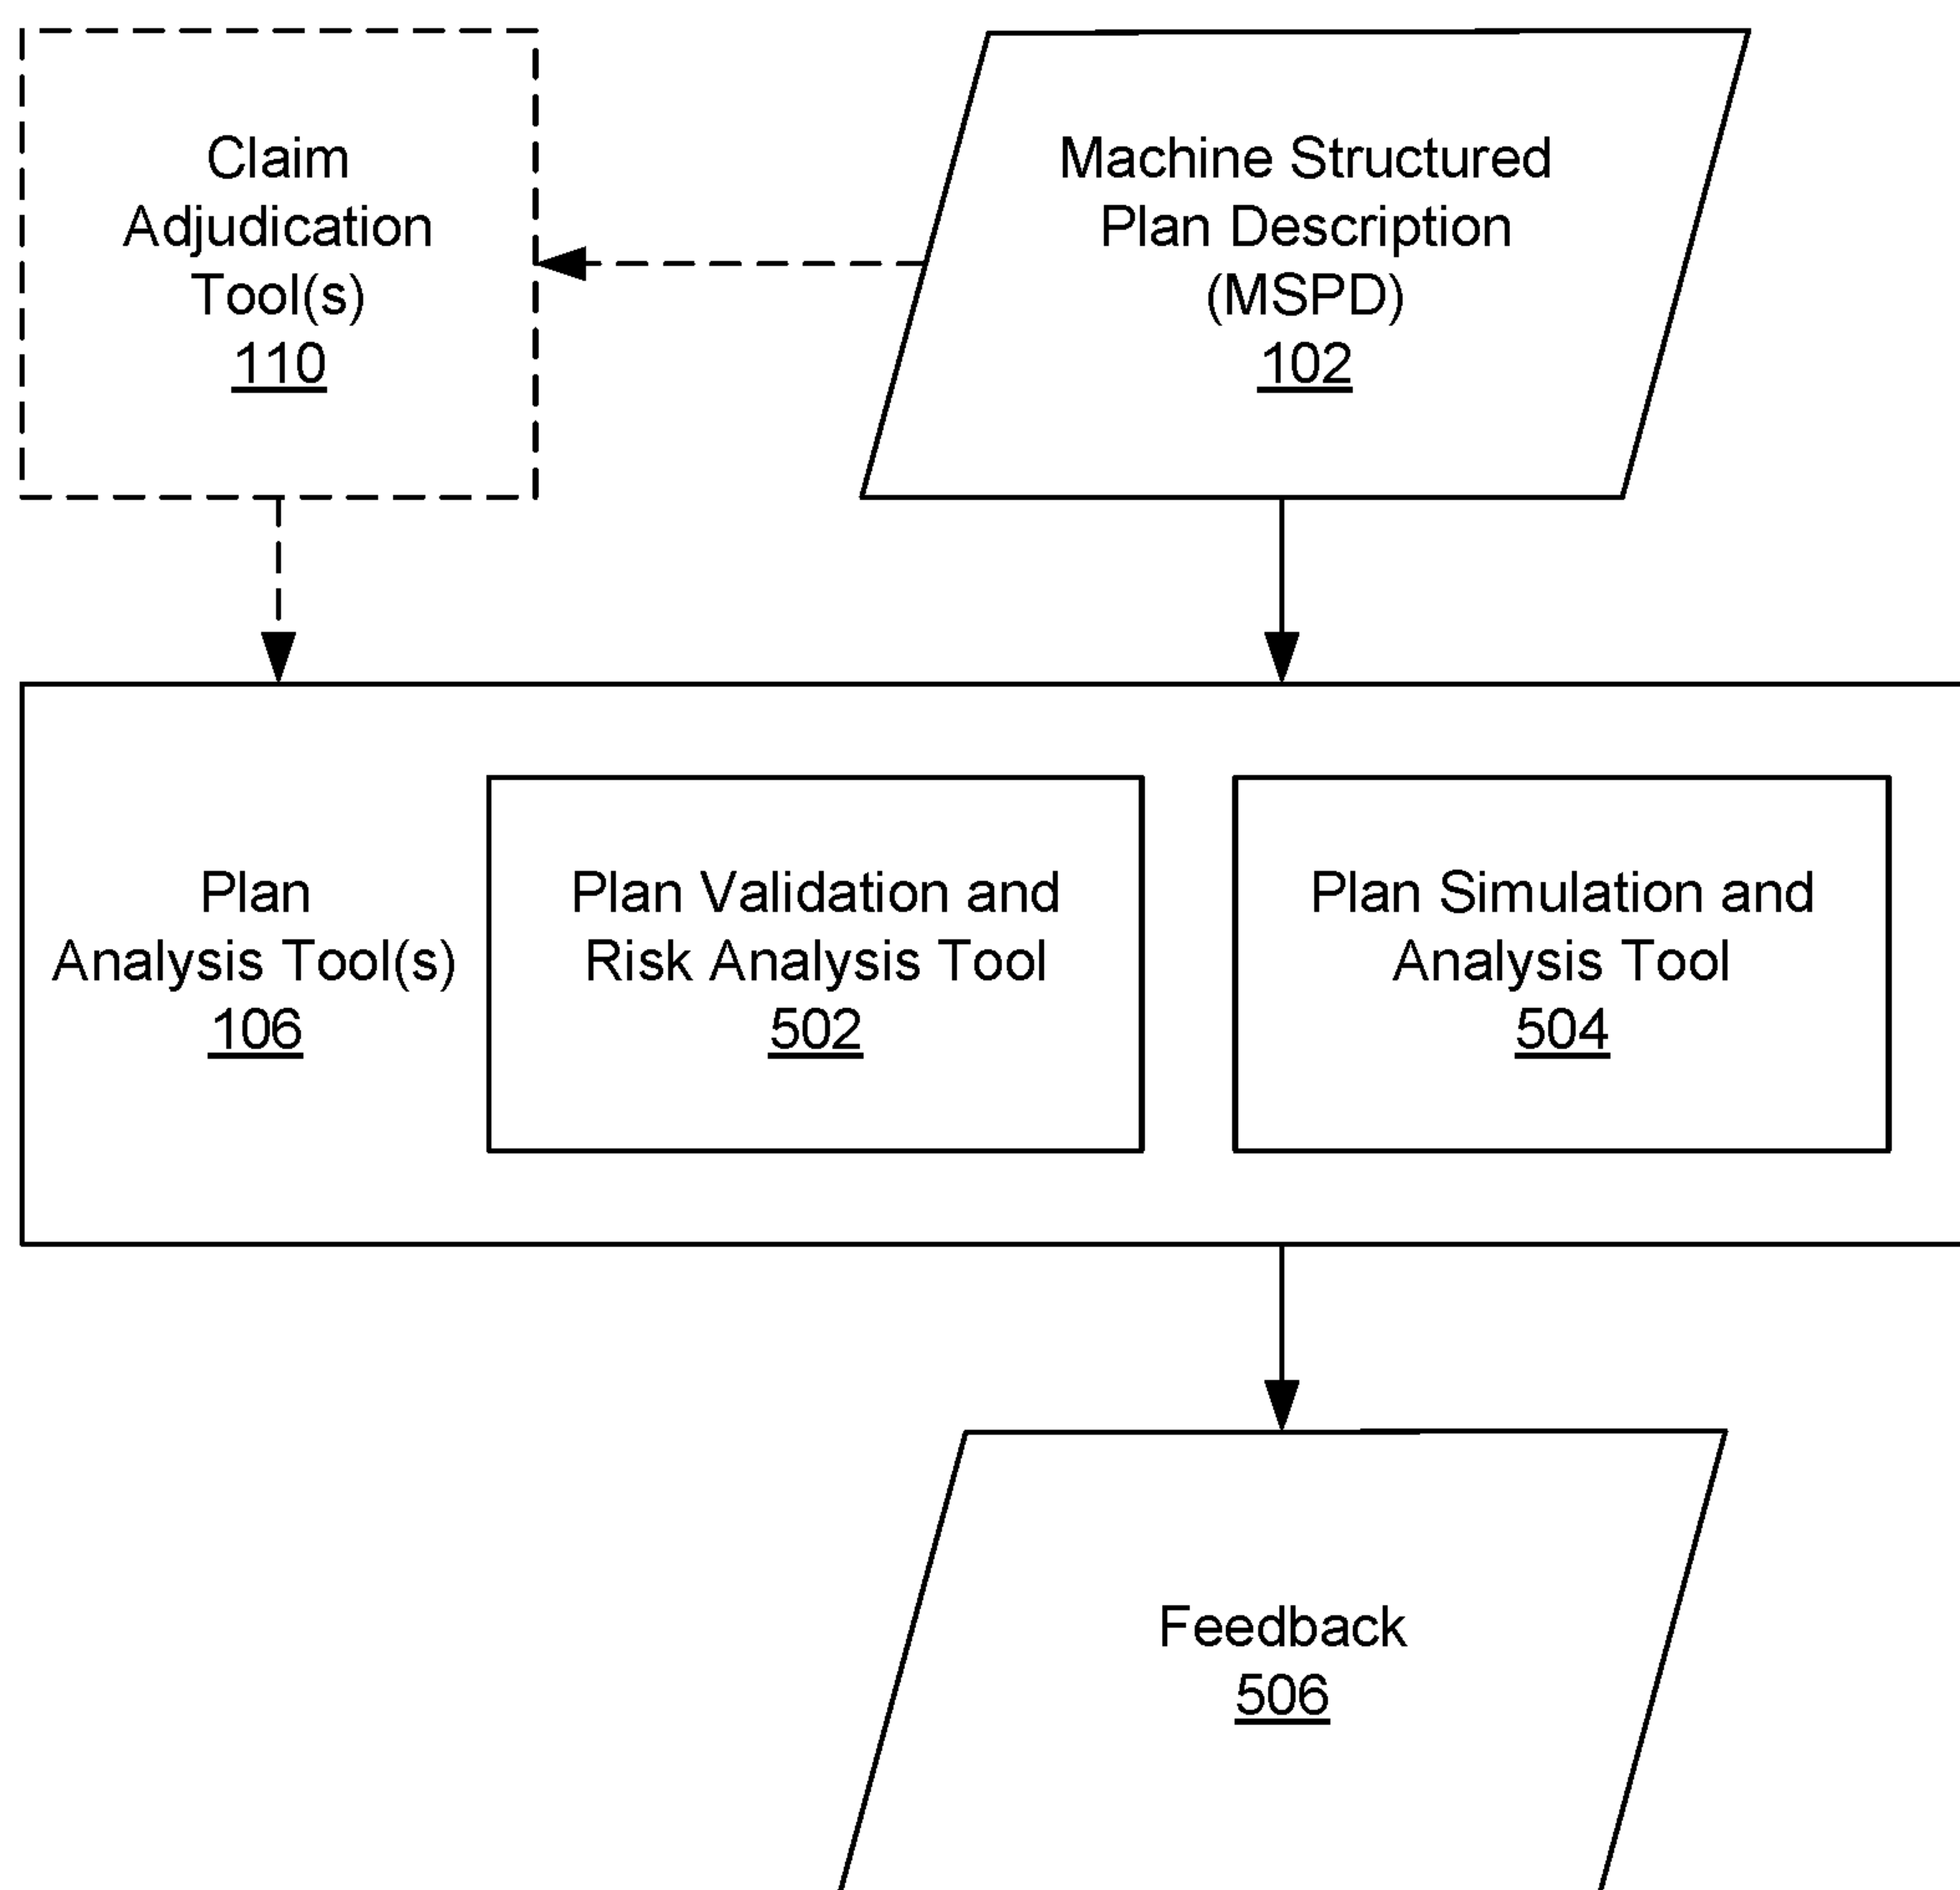 Claim
Adjudication
Tool(s)
110
Machine Structured
Plan Description
(MSPD)
102
Plan
Analysis Tool(s)
106
Plan Validation and
Risk Analysis Tool
502
Plan Simulation and
Analysis Tool
504
Feedback
506